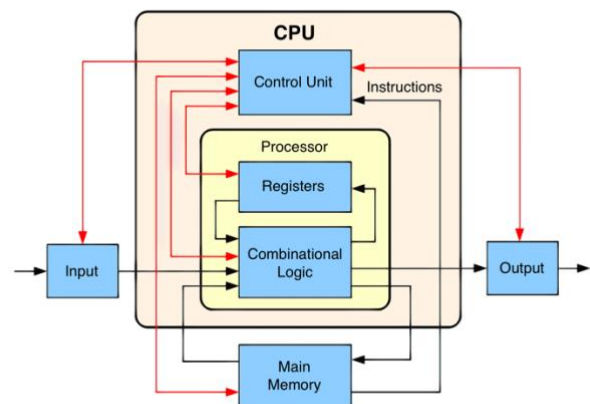 CPU
Control Unit
Instructions
Processor
Registers
Combinational
Logic
Input
Output
Main
Memory